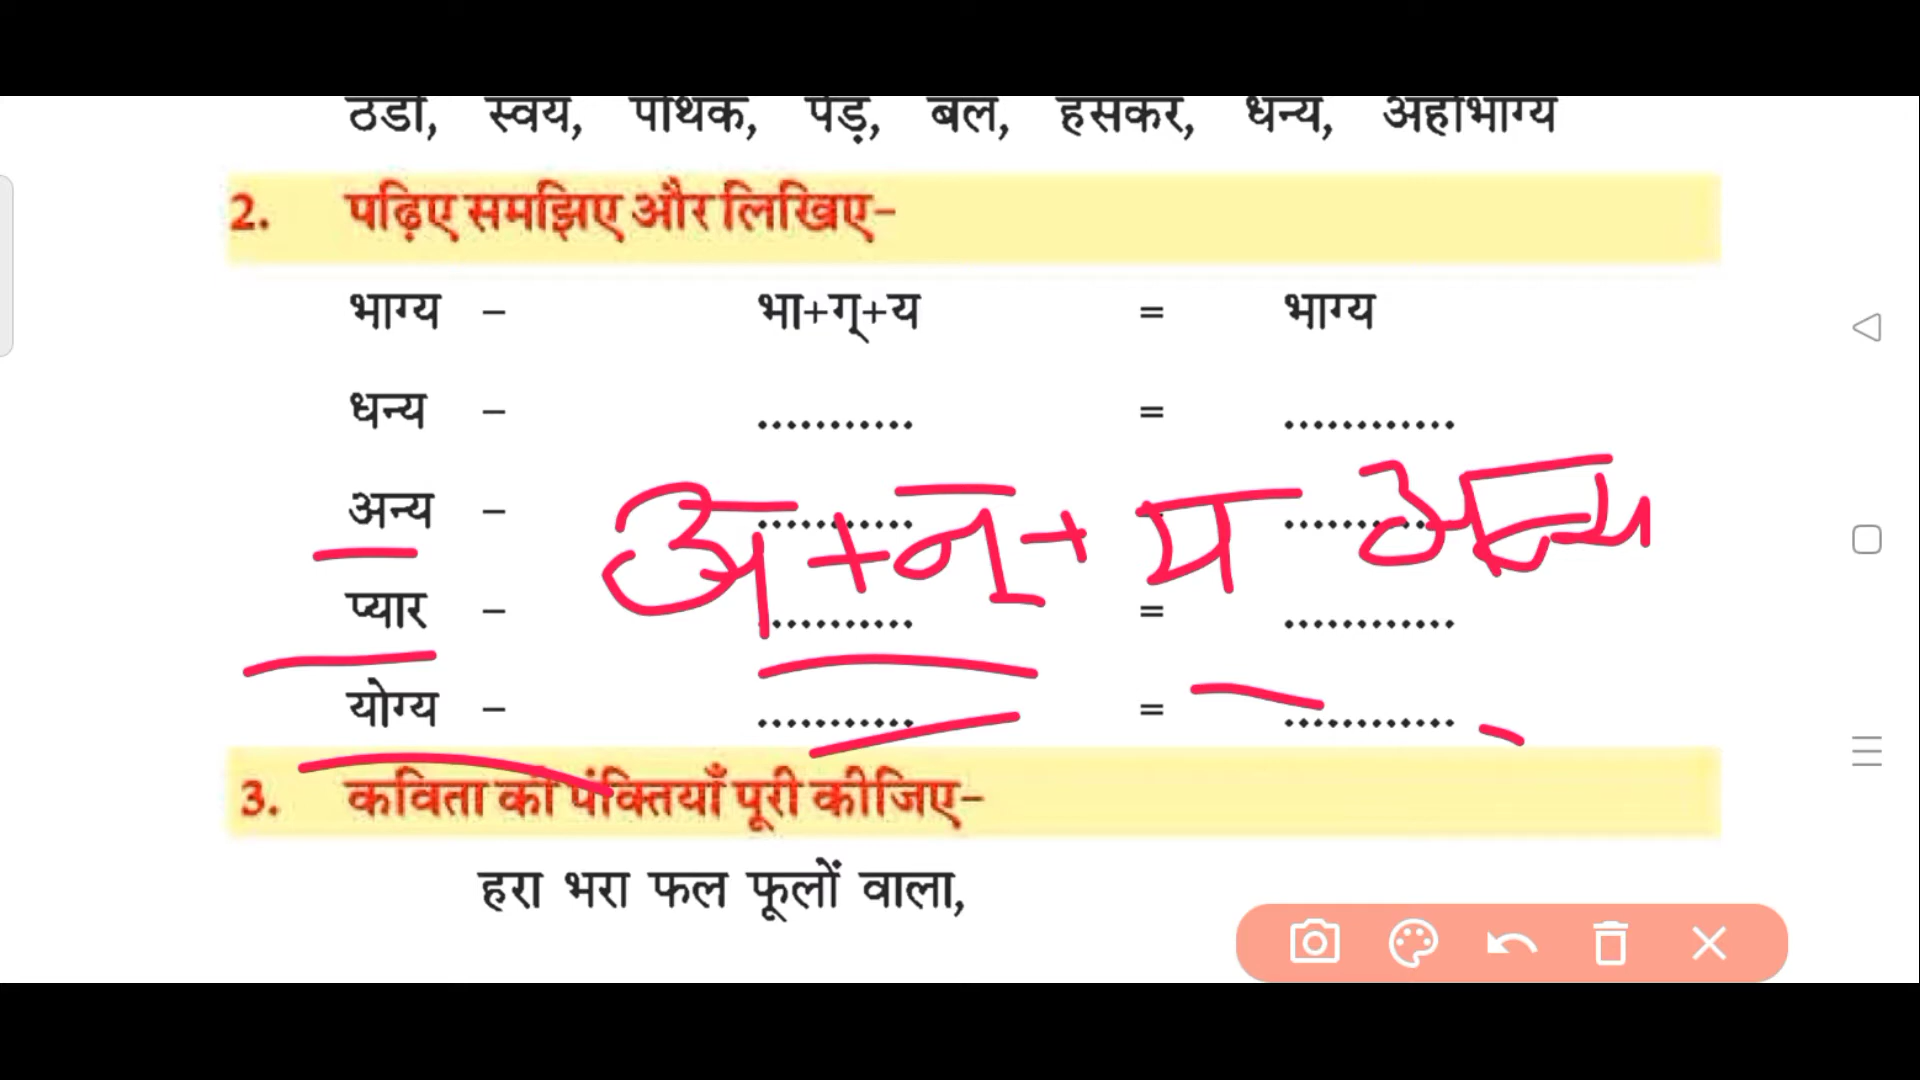 ठंडी, स्वयं, पथिक, पेड़, बल, हँसकर, धन्य, अहोभाग्य
2. पढ़िए समझिए और लिखिए–
भाग्य – भा+ग्+य = भाग्य
धन्य – ........... = ............
अन्य – अ+न्+य अन्य
प्यार – ........... = ............
योग्य – ........... = ............
3. कविता की पंक्तियाँ पूरी कीजिए–
हरा भरा फल फूलों वाला,